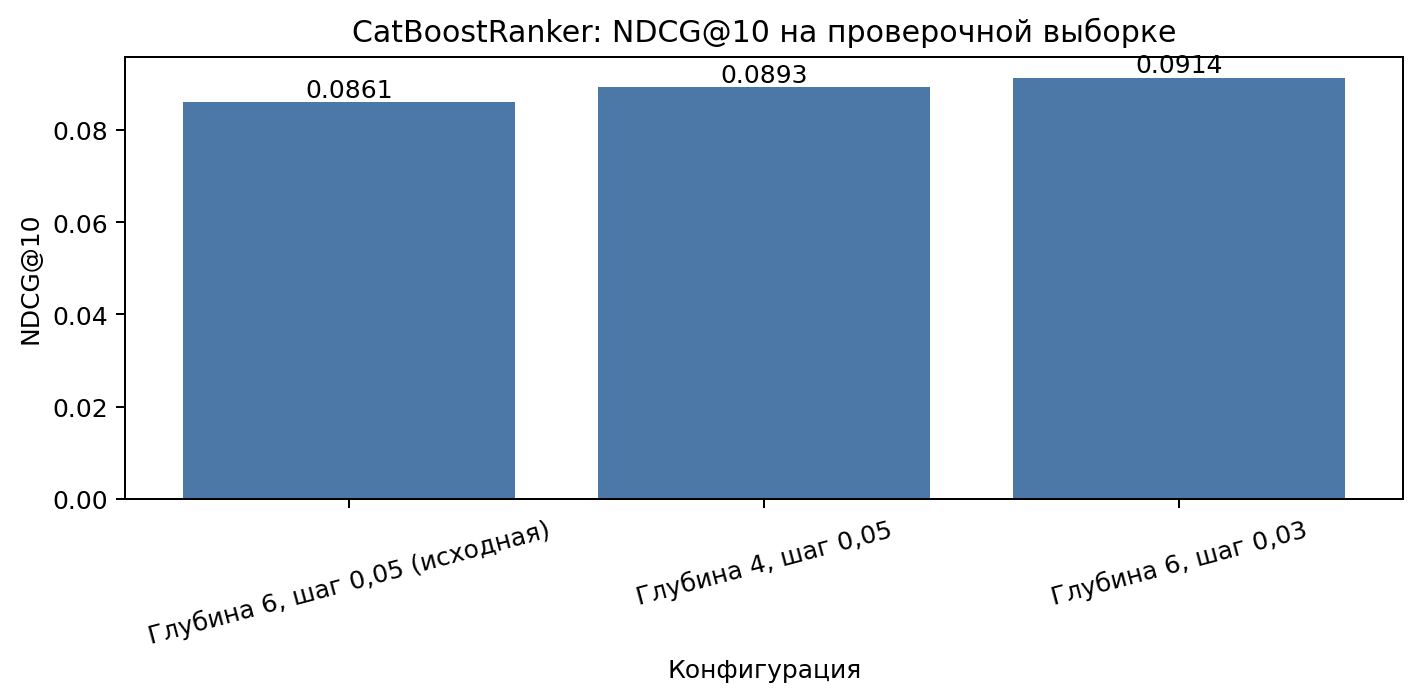 CatBoostRanker: NDCG@10 на проверочной выборке
0.0861
0.0893
0.0914
0.08
0.06
0.04
0.02
0.00
NDCG@10
Глубина 6, шаг 0,05 (исходная)
Глубина 4, шаг 0,05
Глубина 6, шаг 0,03
Конфигурация